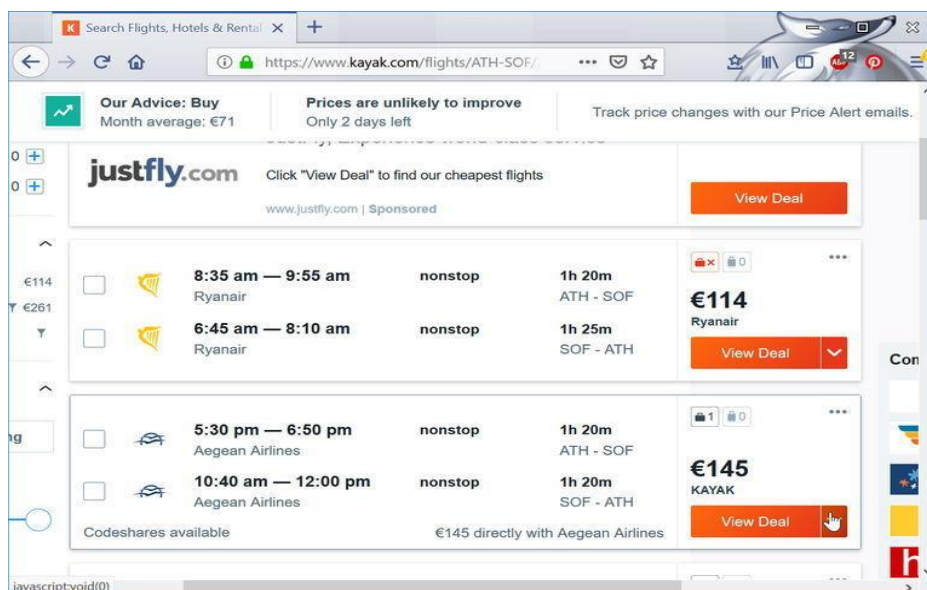 K Search Flights, Hotels & Rental
https://www.kayak.com/flights/ATH-SOF/
12
Our Advice: Buy
Month average: €71
Prices are unlikely to improve
Only 2 days left
Track price changes with our Price Alert emails.
0
0
€114
€261
justfly.com
Click "View Deal" to find our cheapest flights
www.justfly.com | Sponsored
View Deal
8:35 am — 9:55 am nonstop 1h 20m
Ryanair ATH - SOF
6:45 am — 8:10 am nonstop 1h 25m
Ryanair SOF - ATH
0
€114
Ryanair
View Deal
Con
5:30 pm — 6:50 pm nonstop 1h 20m
Aegean Airlines ATH - SOF
10:40 am — 12:00 pm nonstop 1h 20m
Aegean Airlines SOF - ATH
Codeshares available €145 directly with Aegean Airlines
1 0
€145
KAYAK
View Deal
ng
h
javascript:void(0)